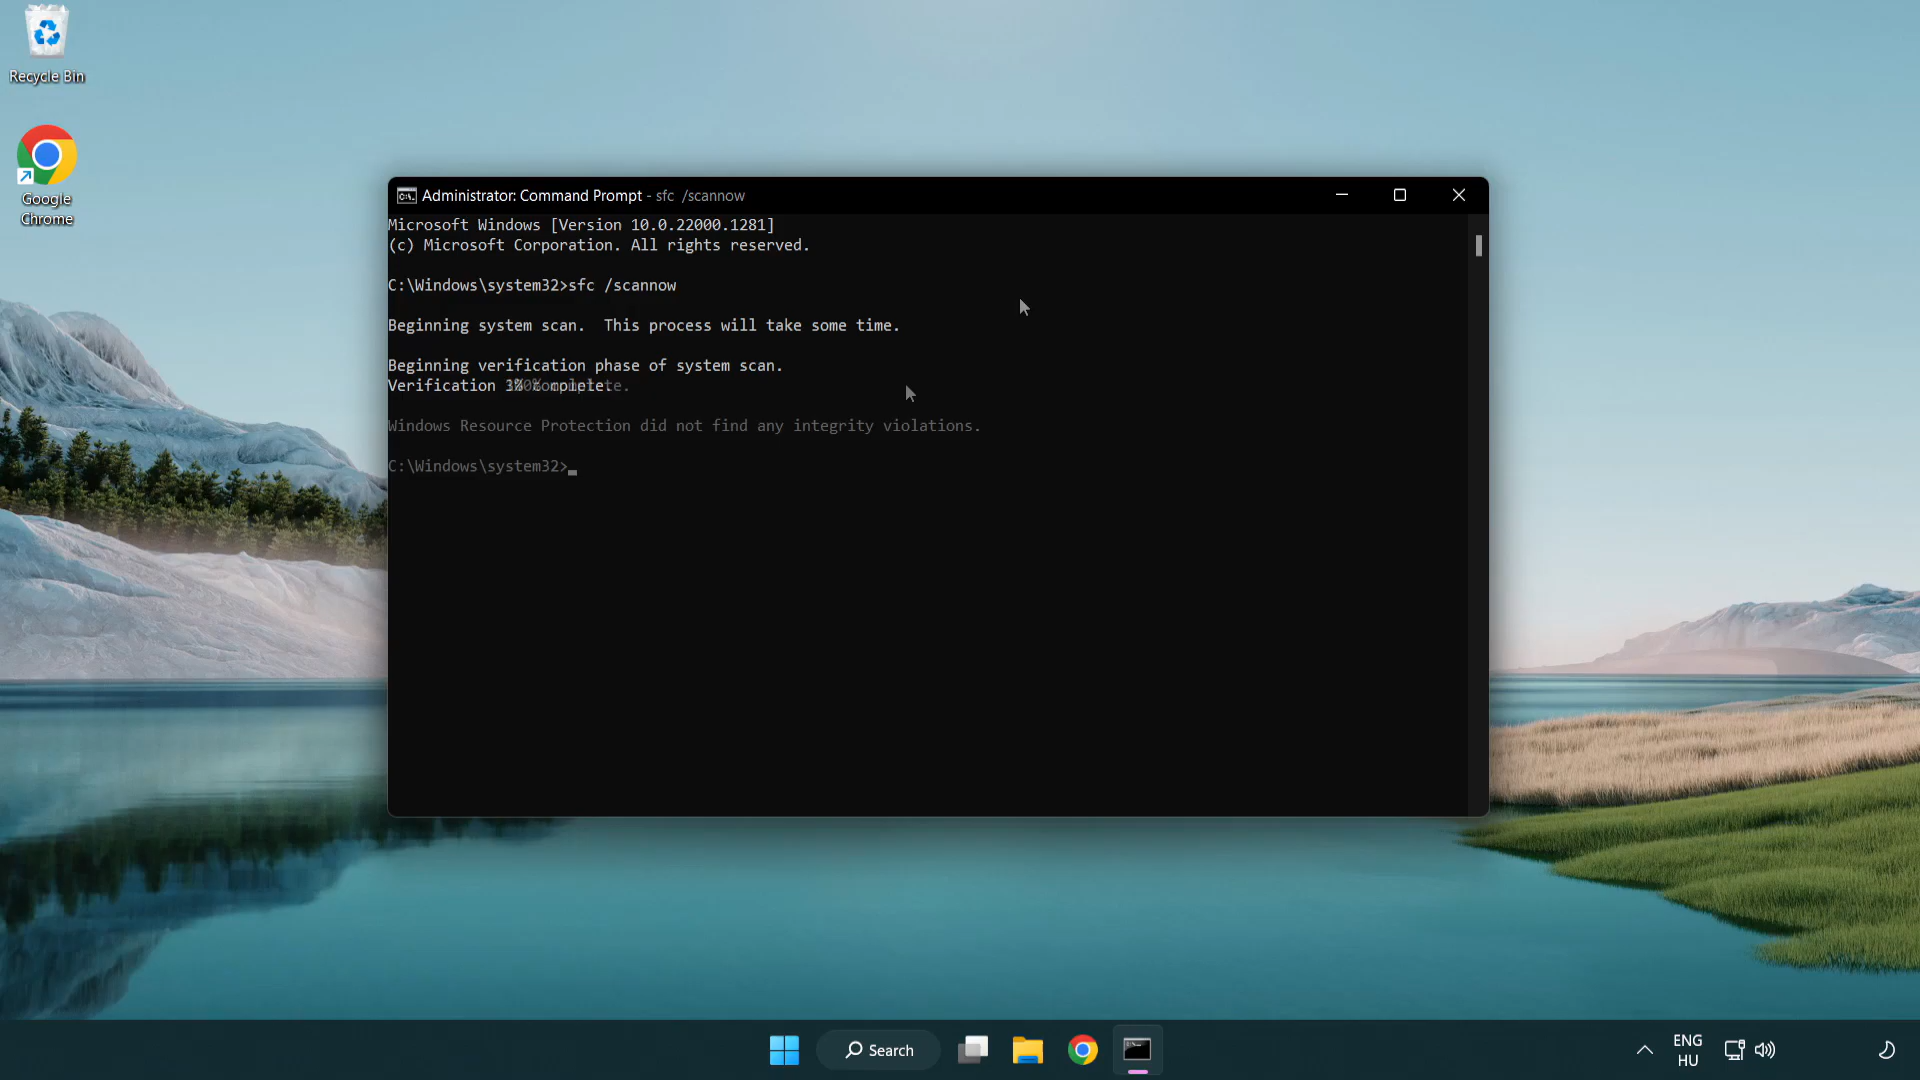 Recycle Bin
Google
Chrome
Administrator: Command Prompt - sfc /scannow
Microsoft Windows [Version 10.0.22000.1281]
(c) Microsoft Corporation. All rights reserved.
C:\Windows\system32>sfc /scannow
Beginning system scan.  This process will take some time.
Beginning verification phase of system scan.
Verification
Windows Resource Protection did not find any integrity violations.
C:\Windows\system32>_
Search
ENG
HU